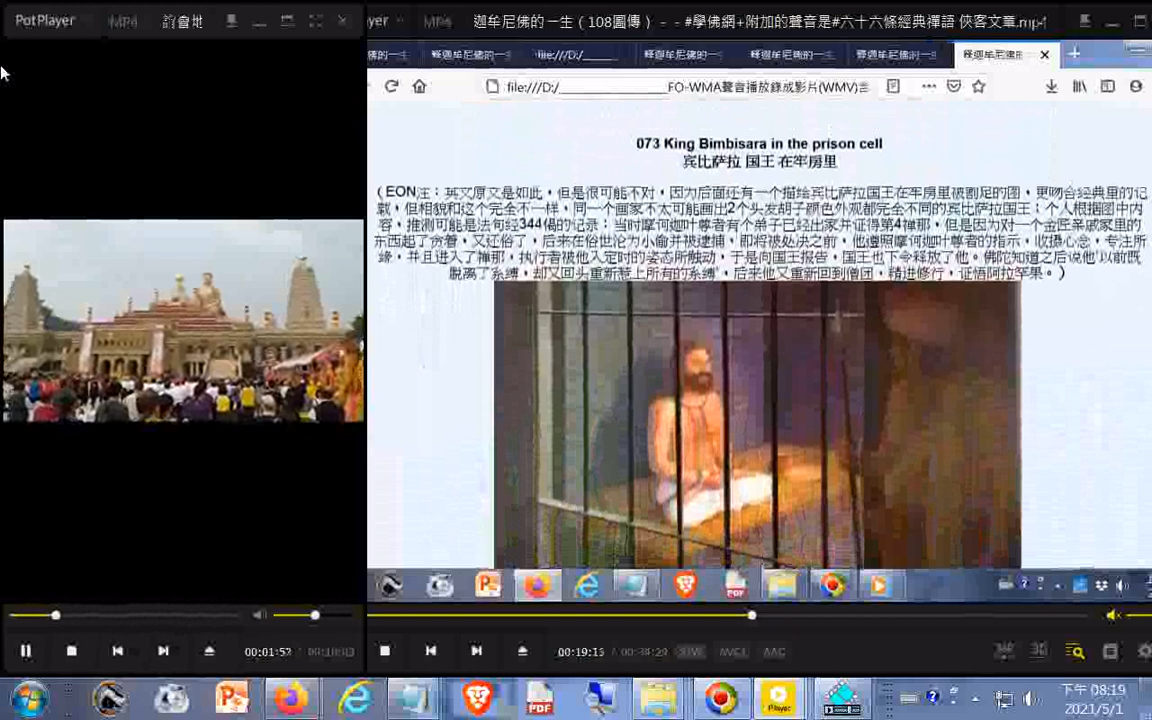 PotPlayer
MP4
迦牟尼佛的一生（108圖傳）- - #學佛網+附加的聲音是#六十六條經典禪語 俠客文章.mp4
file:///D:/
file:///D:/______________FO-WMA聲音播放錄成影片(WMV)含
073 King Bimbisara in the prison cell
宾比萨拉 国王 在牢房里
（EON注：英文原文是如此，但是很可能不对，因为后面还有一个描绘宾比萨拉国王在牢房里被割足的图，更吻合经典里的记
载，但相貌和这个完全不一样，同一个画家不太可能画出2个头发胡子颜色外观都完全不同的宾比萨拉国王；个人根据图中内
容，推测可能是法句经344偈的记录：当时摩诃迦叶尊者有个弟子已经出家并证得第4禅那，但是因为对一个金匠亲戚家里的
东西起了贪着，又还俗了，后来在俗世沦为小偷并被逮捕，即将被处决之前，他遵照摩诃迦叶尊者的指示，收摄心念，专注所
缘，并且进入了禅那，执行者被他入定时的姿态所触动，于是向国王报告，国王也下令释放了他。佛陀知道之后说他‘以前既
脱离了系缚，却又回头重新惹上所有的系缚’，后来他又重新回到僧团，精进修行，证悟阿拉罕果。）
00:19:15
AAC
下午 08:19
2021/5/1